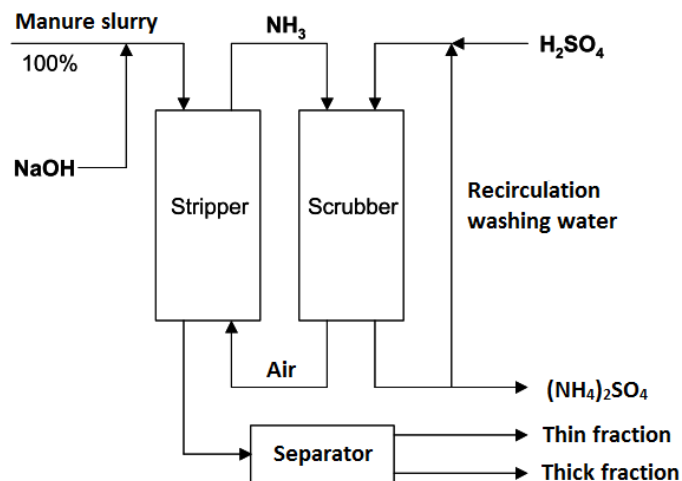 Manure slurry
100%
NH₃
H₂SO₄
NaOH
Stripper
Scrubber
Recirculation
washing water
Air
(NH₄)₂SO₄
Separator
Thin fraction
Thick fraction